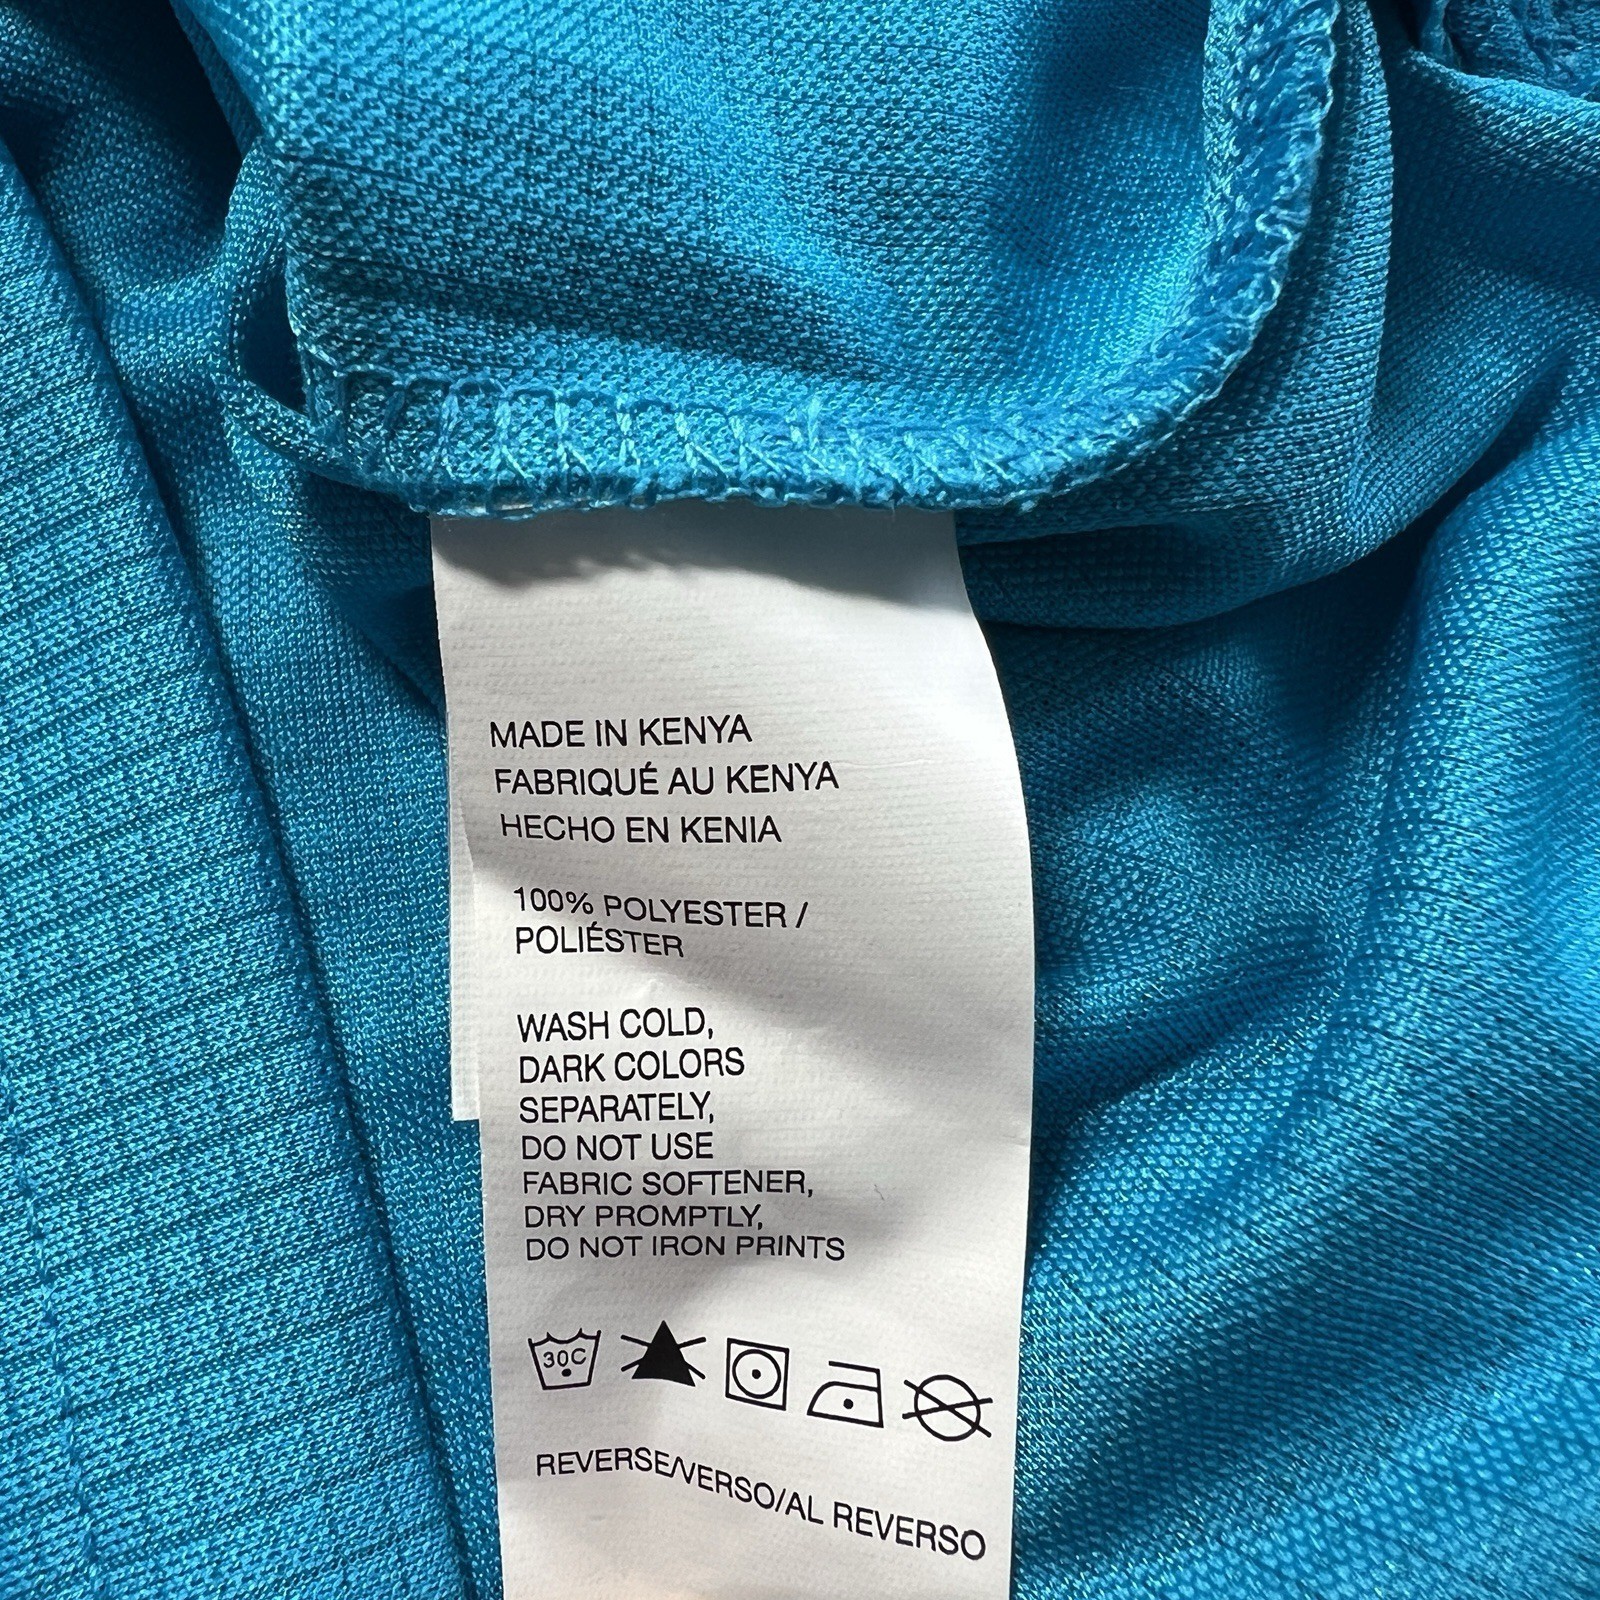 MADE IN KENYA
FABRIQUÉ AU KENYA
HECHO EN KENIA
100% POLYESTER /
POLIÉSTER
WASH COLD,
DARK COLORS
SEPARATELY,
DO NOT USE
FABRIC SOFTENER,
DRY PROMPTLY,
DO NOT IRON PRINTS
30C
REVERSE/VERSO/AL REVERSO